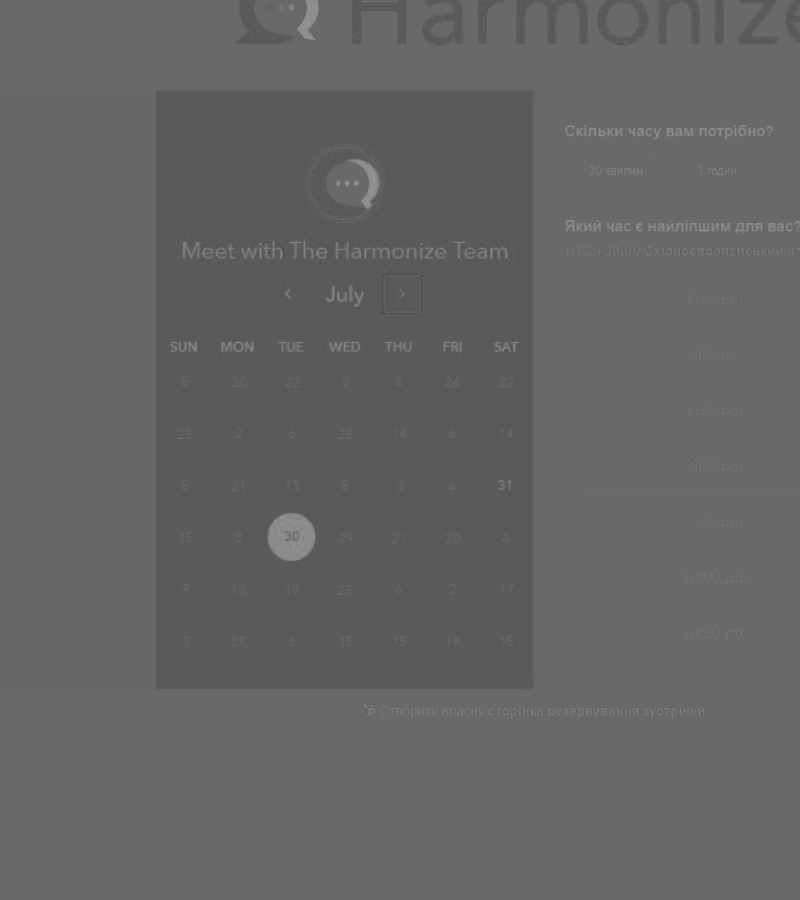 Harmonize
Скільки часу вам потрібно?
30 хвилин 1 годин
Meet with The Harmonize Team
Який час є найліпшим для вас?
UTC +03:00 Східноєвропейський
July
SUN MON TUE WED THU FRI SAT
5 30 22 8 4 26 22
25 2 6 28 14 4 14
5 21 13 5 3 4 31
15 8 30 29 21 20 4
9 18 19 25 6 2 17
3 25 6 15 15 19 15
7:30 pm
8:00 pm
8:30 pm
9:00 pm
9:30 pm
10:00 pm
10:30 pm
Створити власну сторінка резервування зустрічей